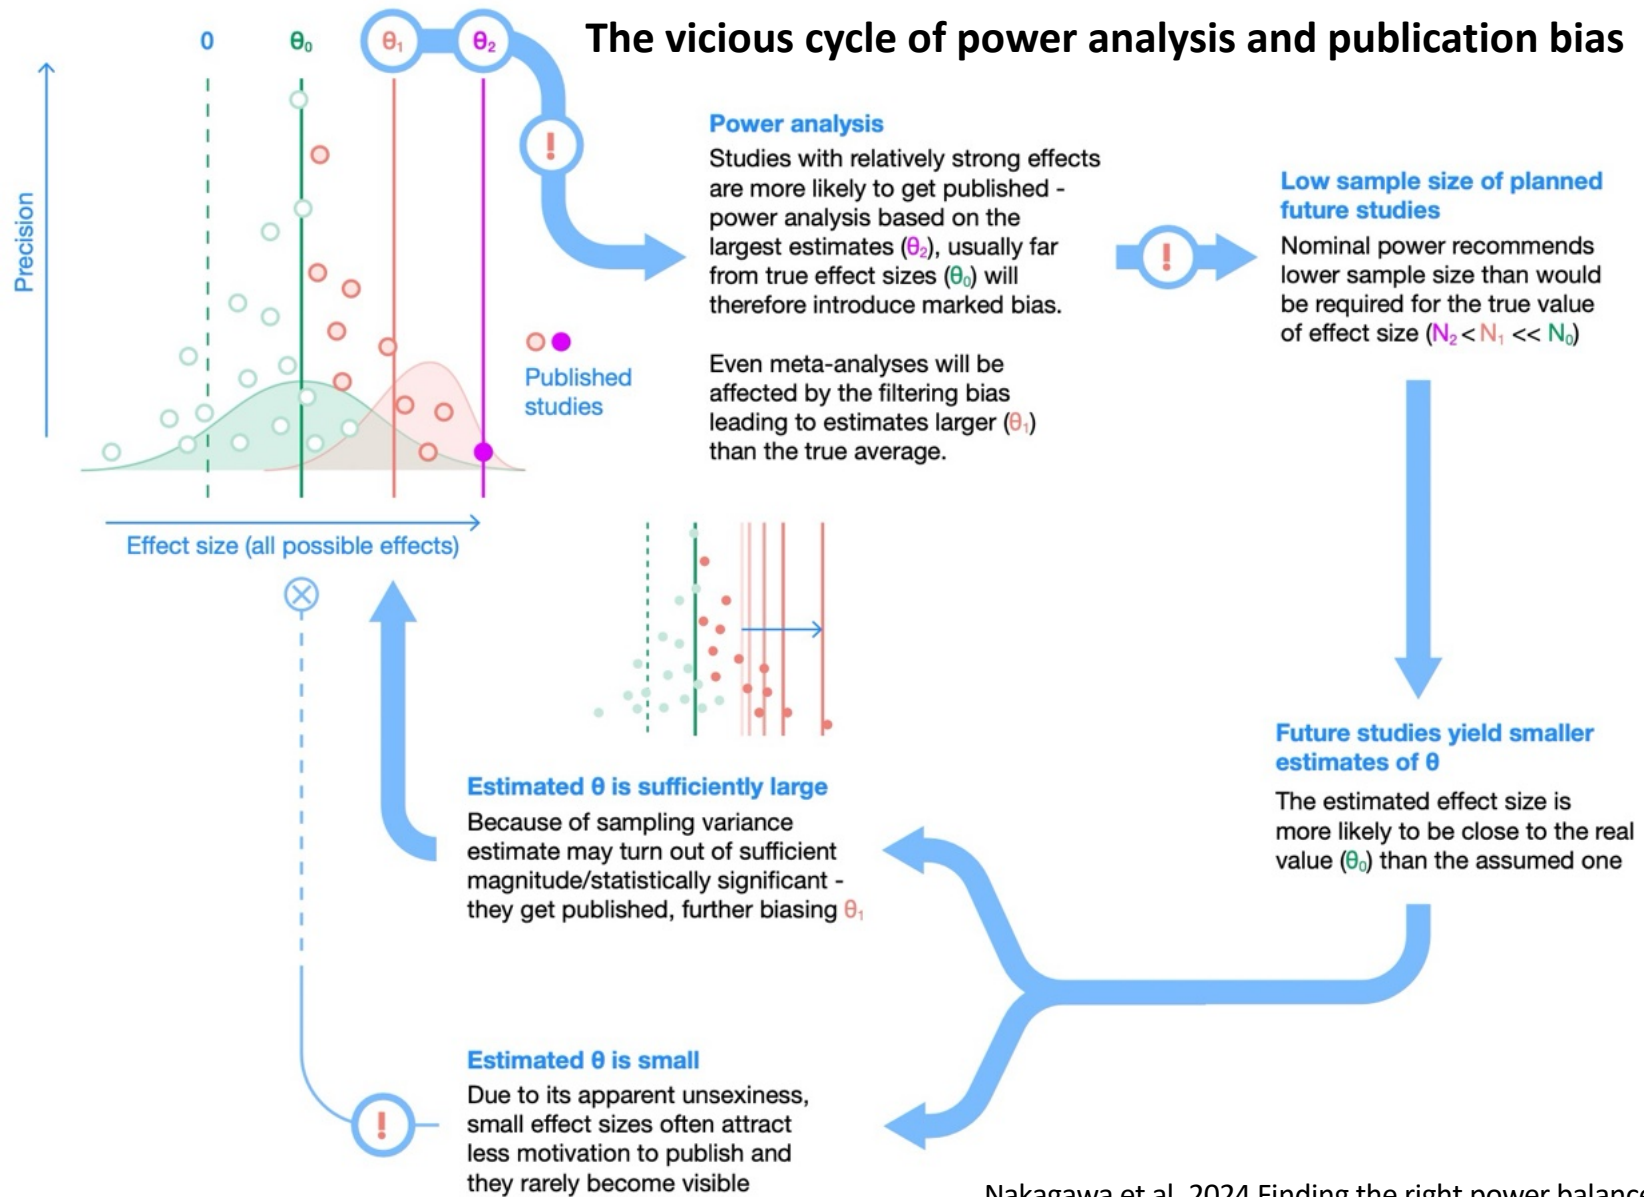 The vicious cycle of power analysis and publication bias
0
θ₀
θ₁
θ₂
Precision
!
Published
studies
Effect size (all possible effects)
Power analysis
Studies with relatively strong effects
are more likely to get published -
power analysis based on the
largest estimates (θ₂), usually far
from true effect sizes (θ₀) will
therefore introduce marked bias.
Even meta-analyses will be
affected by the filtering bias
leading to estimates larger (θ₁)
than the true average.
!
Low sample size of planned
future studies
Nominal power recommends
lower sample size than would
be required for the true value
of effect size (N₂ < N₁ << N₀)
Future studies yield smaller
estimates of θ
The estimated effect size is
more likely to be close to the real
value (θ₀) than the assumed one
Estimated θ is sufficiently large
Because of sampling variance
estimate may turn out of sufficient
magnitude/statistically significant -
they get published, further biasing θ₁
Estimated θ is small
Due to its apparent unsexiness,
small effect sizes often attract
less motivation to publish and
they rarely become visible
!
Nakagawa et al. 2024 Finding the right power balance